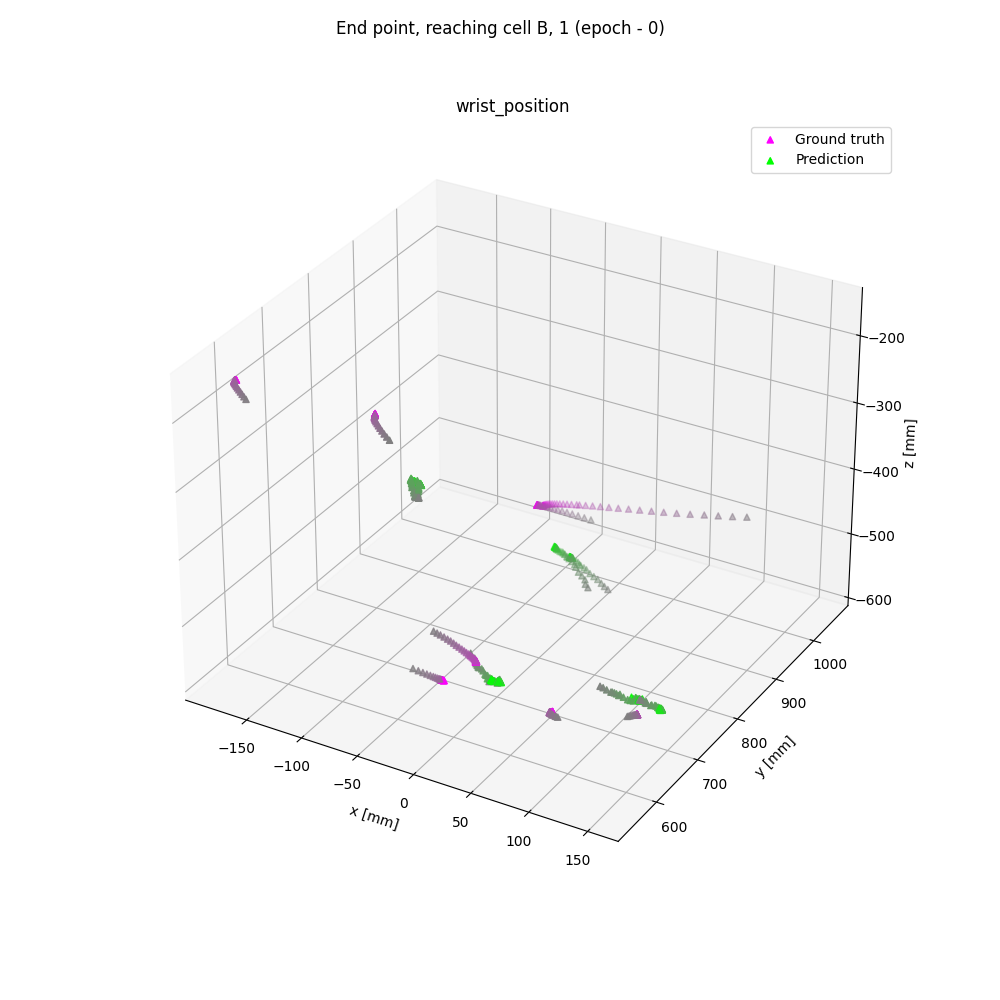 End point, reaching cell B, 1 (epoch - 0)
wrist_position
Ground truth
Prediction
−200
−300
−400
−500
−600
z [mm]
1000
900
800
700
600
y [mm]
−150
−100
−50
0
50
100
150
x [mm]